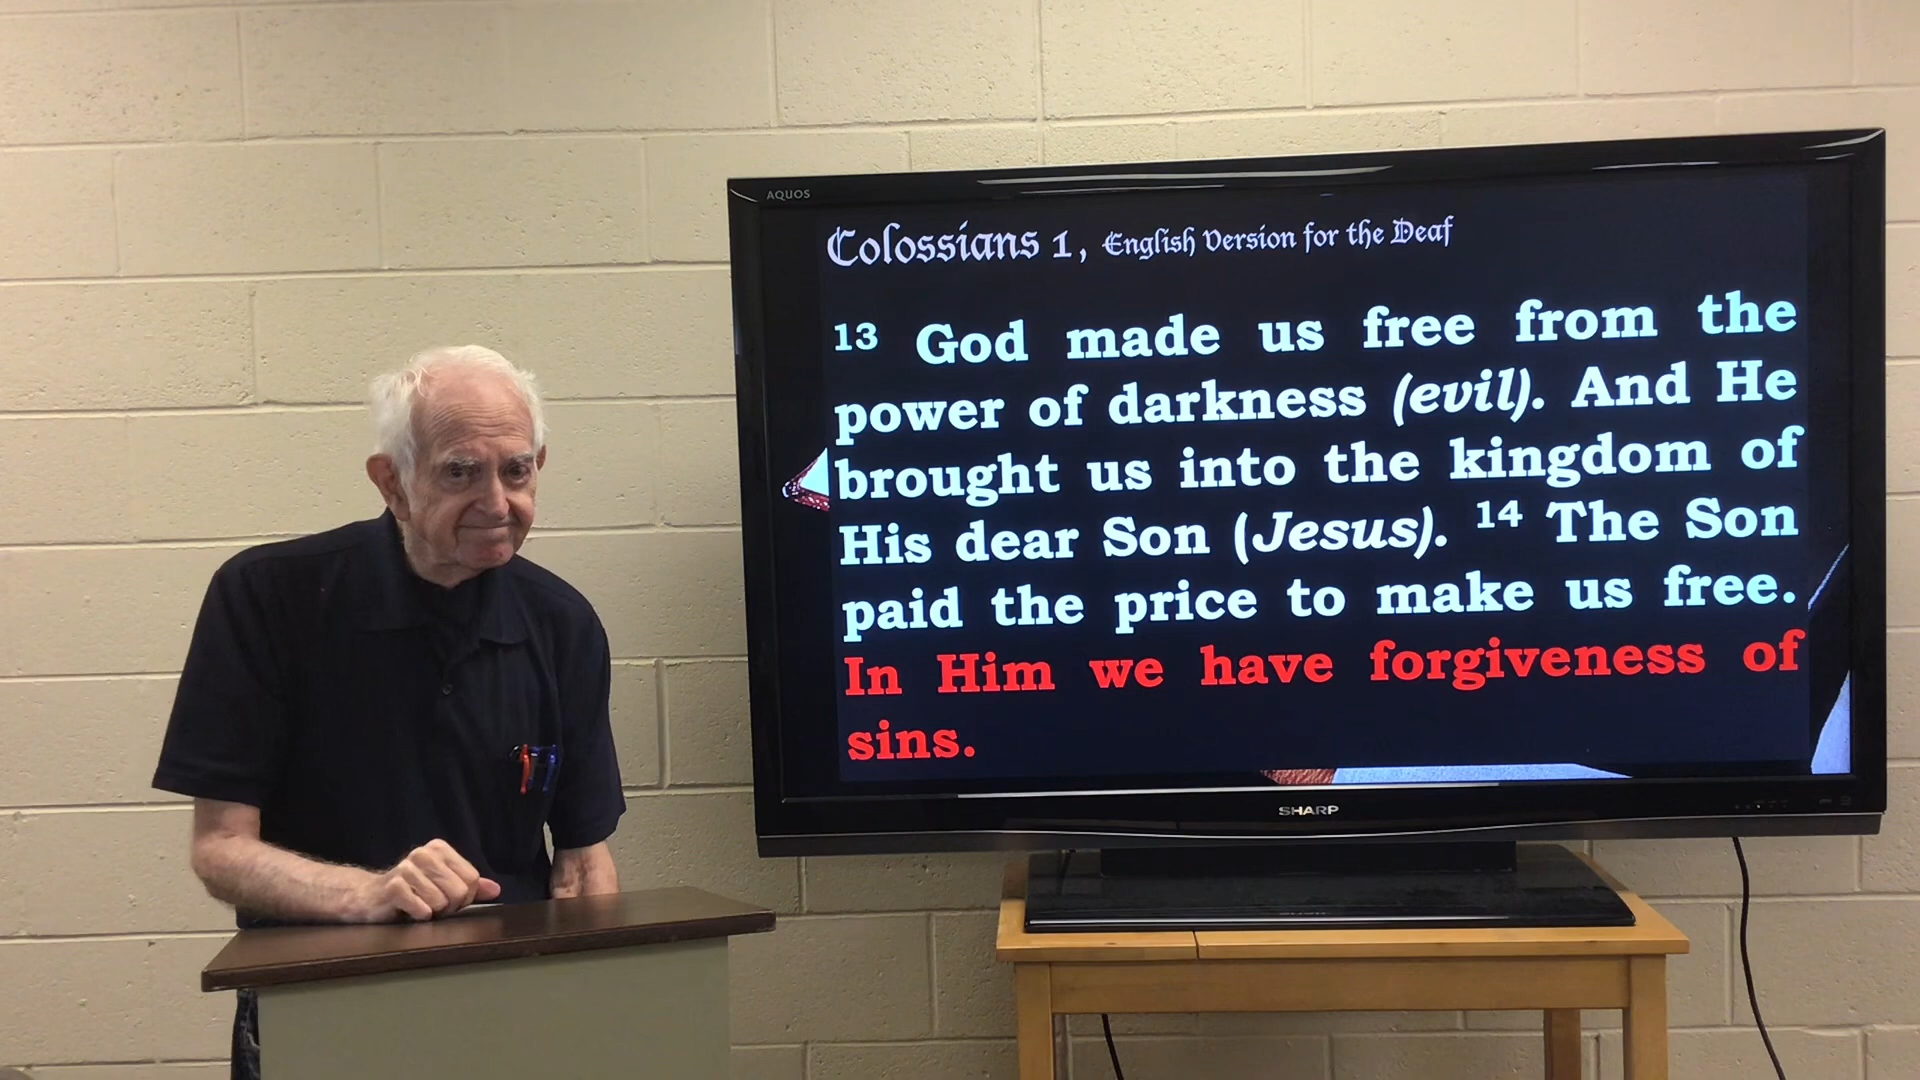 AQUOS
Colossians 1, English Version for the Deaf
13 God made us free from the
power of darkness (evil). And He
brought us into the kingdom of
His dear Son (Jesus). 14 The Son
paid the price to make us free.
In Him we have forgiveness of
sins.
SHARP